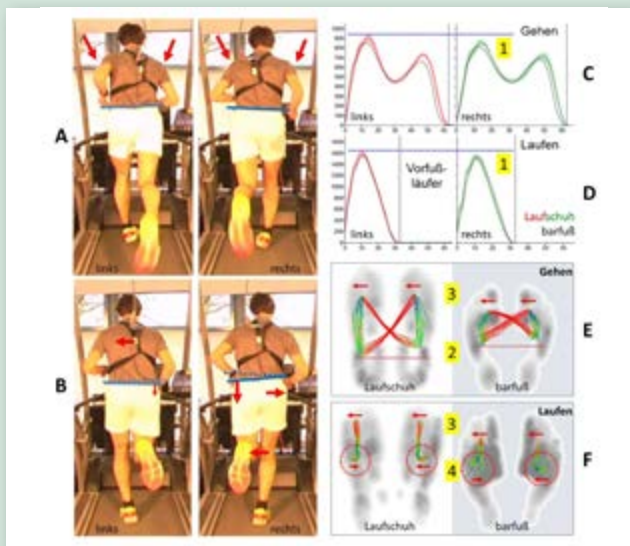 A
links
rechts
B
links
rechts
Gehen
1
links
rechts
C
Laufen
1
Vorfuß-
läufer
links
rechts
D
Laufschuh
barfuß
Gehen
3
2
Laufschuh
barfuß
E
Laufen
3
4
Laufschuh
barfuß
F